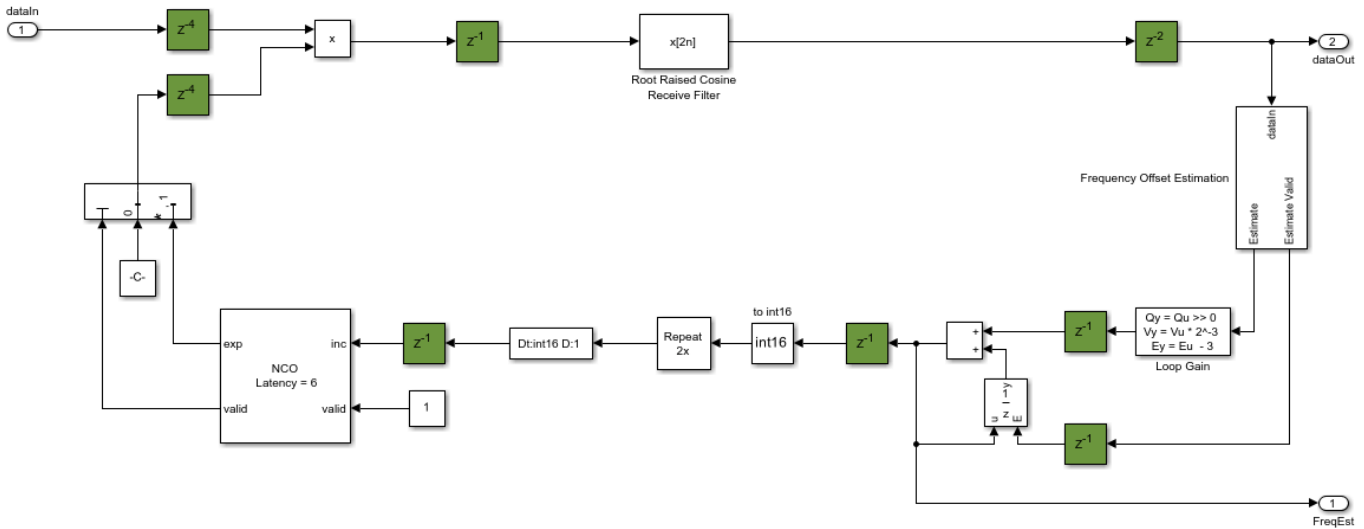 dataIn
1
z-4
x
z-1
x[2n]
Root Raised Cosine
Receive Filter
z-2
2
dataOut
z-4
dataIn
Frequency Offset Estimation
Estimate
Estimate Valid
T
0
*, 1
-C-
exp
inc
NCO
Latency = 6
valid
valid
1
z-1
Dt:int16 D:1
Repeat
2x
to int16
int16
z-1
+
+
z-1
Qy = Qu >> 0
Vy = Vu * 2^-3
Ey = Eu - 3
Loop Gain
u
1
z
y
E
z-1
1
FreqEst